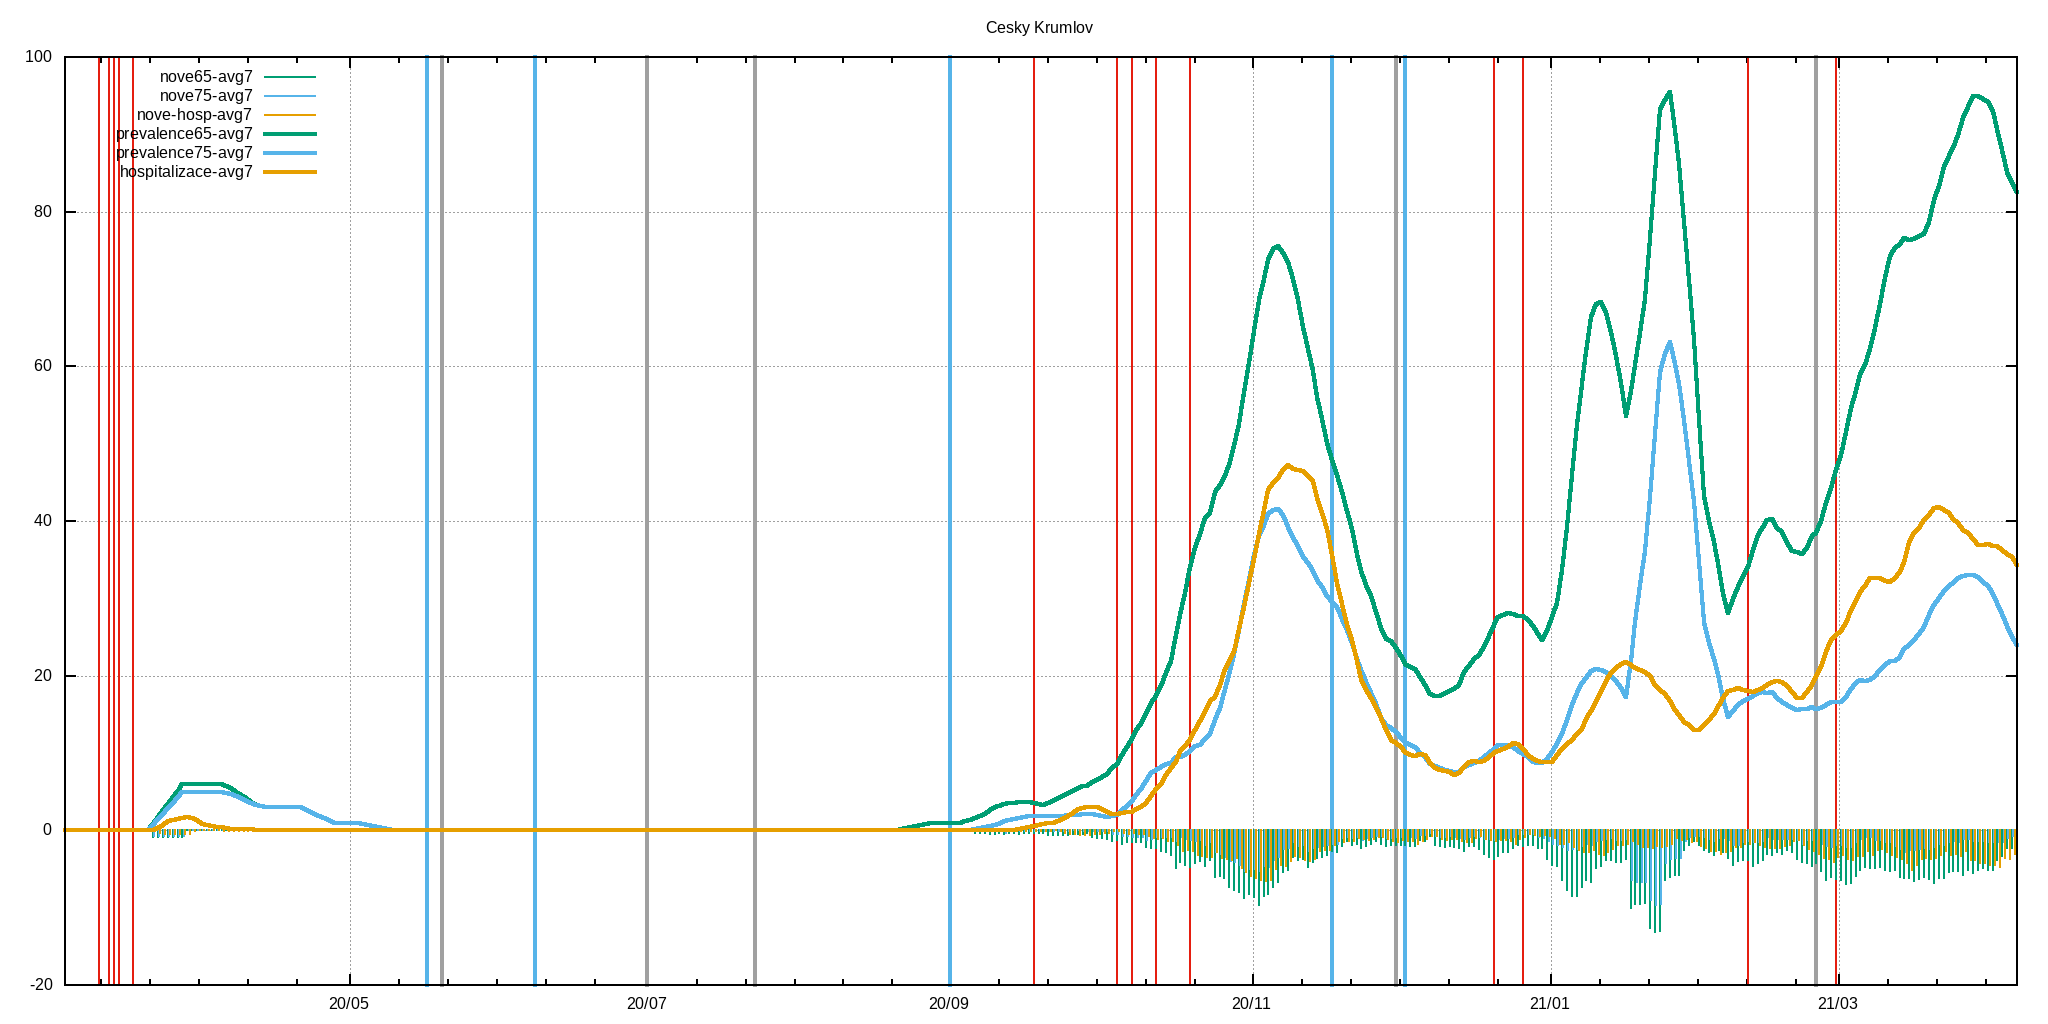 Cesky Krumlov
100
80
60
40
20
0
-20
nove65-avg7
nove75-avg7
nove-hosp-avg7
prevalence65-avg7
prevalence75-avg7
hospitalizace-avg7
20/05
20/07
20/09
20/11
21/01
21/03